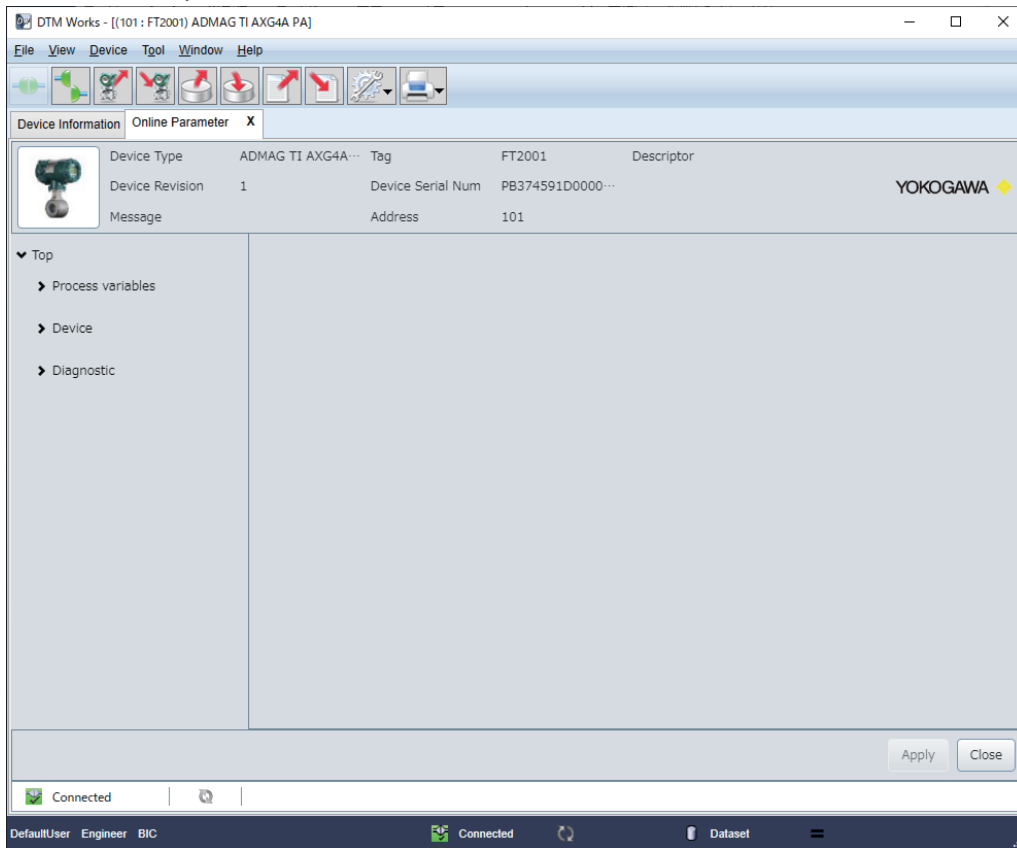 DTM Works - [(101 : FT2001) ADMAG TI AXG4A PA]
File View Device Tool Window Help
Device Information Online Parameter X
Device Type ADMAG TI AXG4A··· Tag FT2001 Descriptor
Device Revision 1 Device Serial Num PB374591D0000··· YOKOGAWA
Message Address 101
Top
Process variables
Device
Diagnostic
Apply Close
Connected
DefaultUser Engineer BIC Connected Dataset